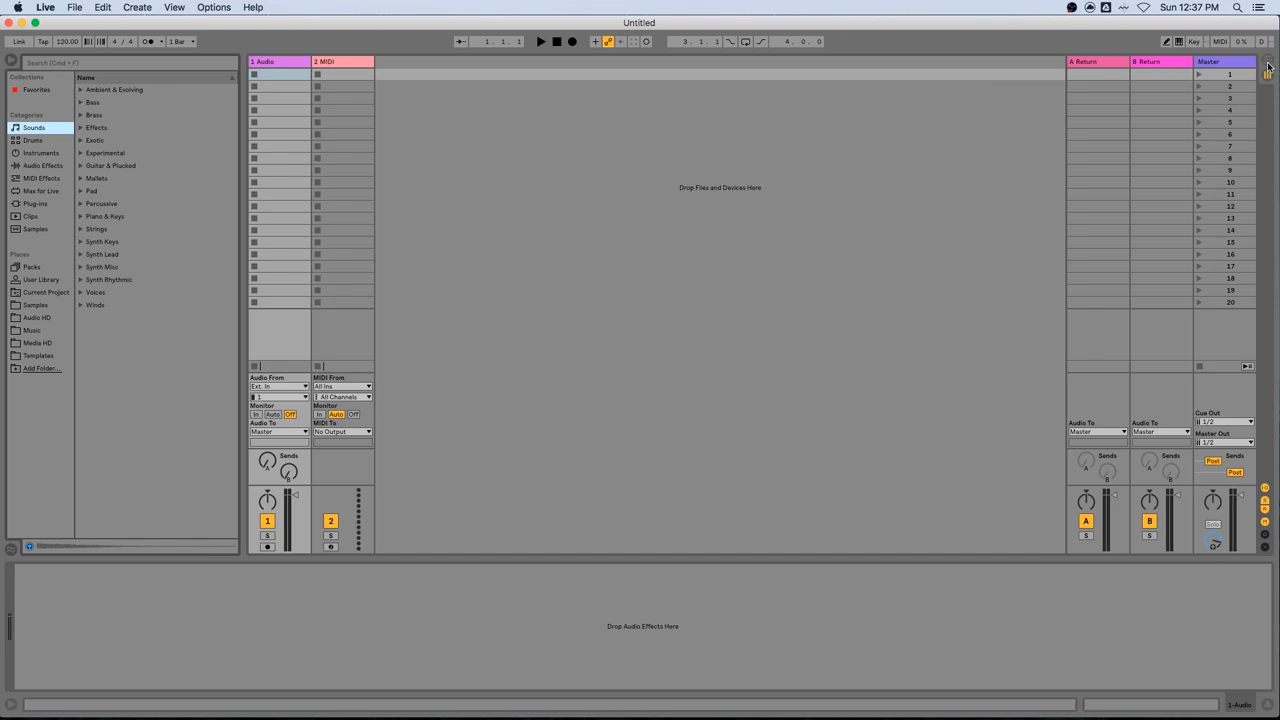 Live File Edit Create View Options Help Sun 12:37 PM
Untitled
Link Tap 120.00 4 / 4 1 Bar 1. 1. 1 3. 1. 1 4. 0. 0 Key MIDI 0 % D
Search (Cmd + F)
Collections
Favorites
Categories
Sounds
Drums
Instruments
Audio Effects
MIDI Effects
Max for Live
Plug-ins
Clips
Samples
Places
Packs
User Library
Current Project
Samples
Audio HD
Music
Media HD
Templates
Add Folder...
Name
Ambient & Evolving
Bass
Brass
Effects
Exotic
Experimental
Guitar & Plucked
Mallets
Pad
Percussive
Piano & Keys
Strings
Synth Keys
Synth Lead
Synth Misc
Synth Rhythmic
Voices
Winds
1 Audio 2 MIDI A Return B Return Master
1
2
3
4
5
6
7
8
9
10
11
12
13
14
15
16
17
18
19
20
Drop Files and Devices Here
Audio From
Ext. In
1
Monitor
In Auto Off
Audio To
Master
Sends
A
B
1
S
MIDI From
All Ins
All Channels
Monitor
In Auto Off
MIDI To
No Output
2
S
Audio To
Master
Sends
A
B
A
S
Audio To
Master
Sends
A
B
B
S
Cue Out
1/2
Master Out
1/2
Sends
Post
Post
Solo
Drop Audio Effects Here
1-Audio